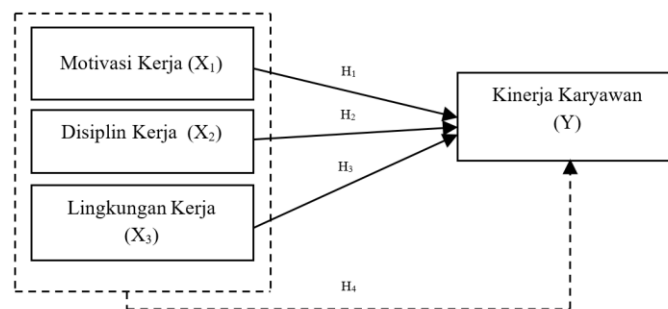 Motivasi Kerja (X₁)
Disiplin Kerja (X₂)
Lingkungan Kerja
(X₃)
H₁
H₂
H₃
H₄
Kinerja Karyawan
(Y)